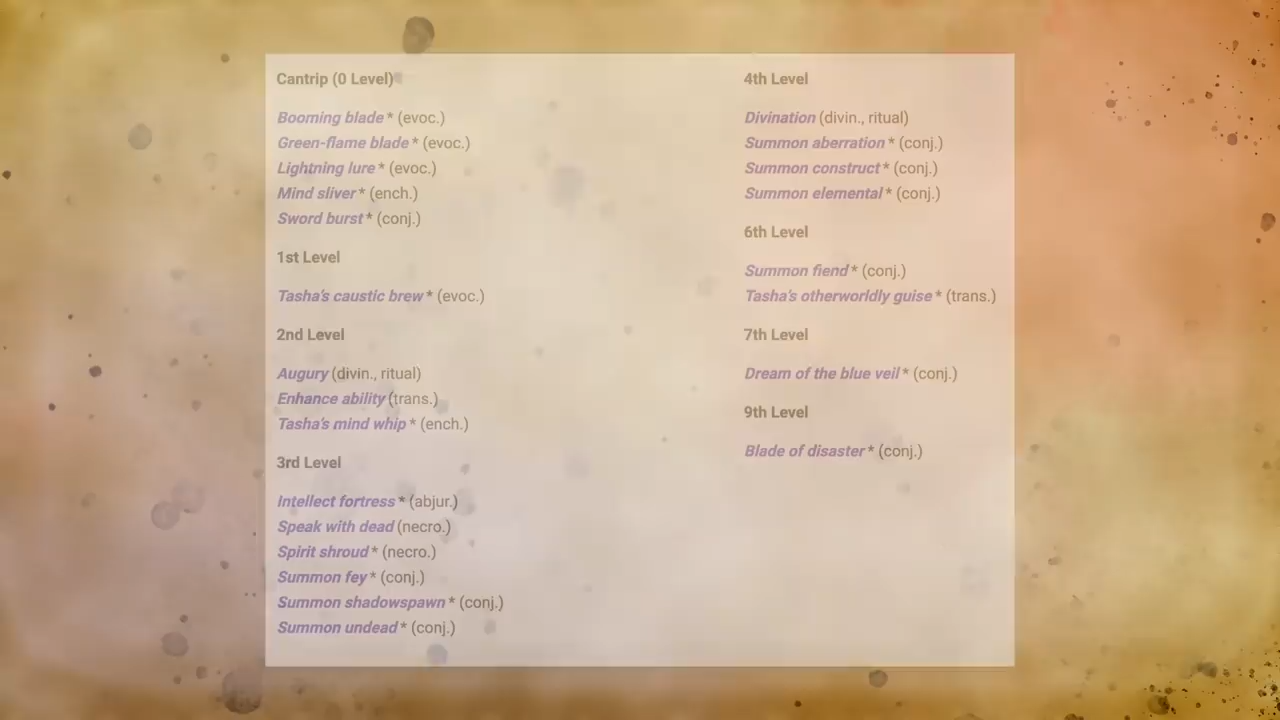 Cantrip (0 Level)
Booming blade * (evoc.)
Green-flame blade * (evoc.)
Lightning lure * (evoc.)
Mind sliver * (ench.)
Sword burst * (conj.)
1st Level
Tasha's caustic brew * (evoc.)
2nd Level
Augury (divin., ritual)
Enhance ability (trans.)
Tasha's mind whip * (ench.)
3rd Level
Intellect fortress * (abjur.)
Speak with dead (necro.)
Spirit shroud * (necro.)
Summon fey * (conj.)
Summon shadowspawn * (conj.)
Summon undead * (conj.)
4th Level
Divination (divin., ritual)
Summon aberration * (conj.)
Summon construct * (conj.)
Summon elemental * (conj.)
6th Level
Summon fiend * (conj.)
Tasha's otherworldly guise * (trans.)
7th Level
Dream of the blue veil * (conj.)
9th Level
Blade of disaster * (conj.)